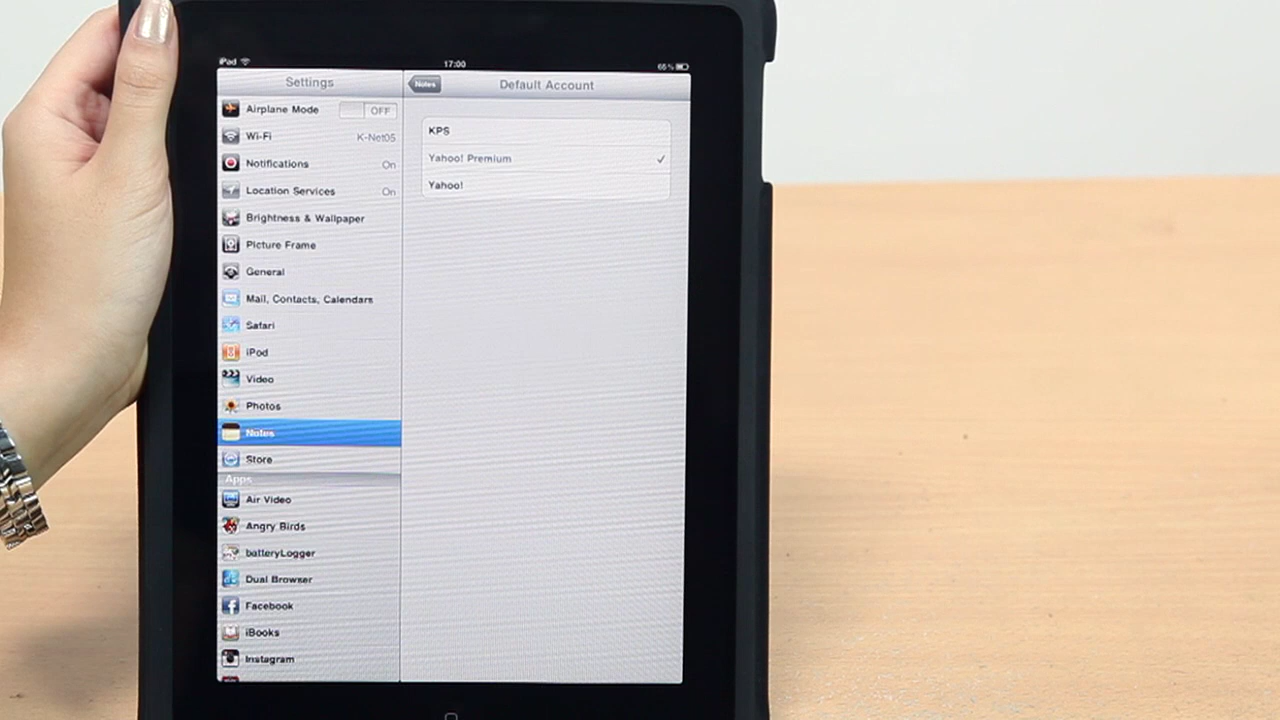 iPad 17:00 65%
Settings
Airplane Mode OFF
Wi-Fi K-Net05
Notifications On
Location Services On
Brightness & Wallpaper
Picture Frame
General
Mail, Contacts, Calendars
Safari
iPod
Video
Photos
Notes
Store
Apps
Air Video
Angry Birds
batteryLogger
Dual Browser
Facebook
iBooks
Instagram
Notes Default Account
KPS
Yahoo! Premium
Yahoo!